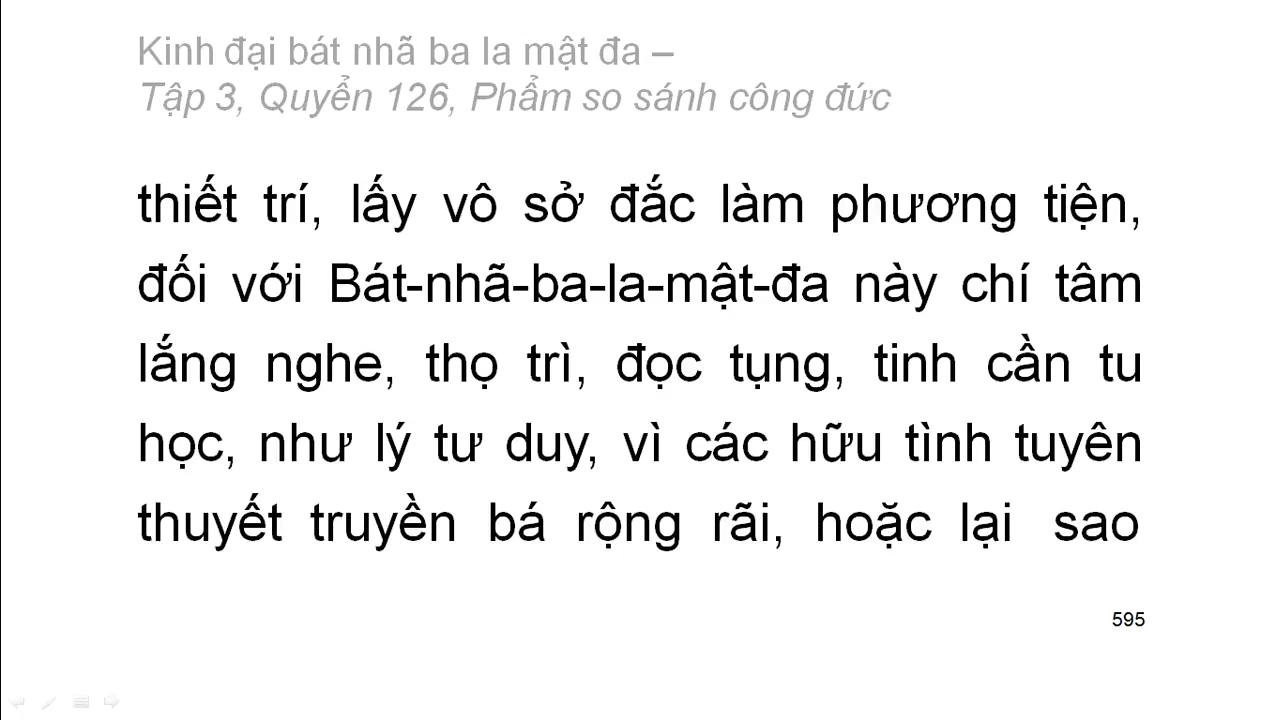 Kinh đại bát nhã ba la mật đa –
Tập 3, Quyển 126, Phẩm so sánh công đức
thiết trí, lấy vô sở đắc làm phương tiện,
đối với Bát-nhã-ba-la-mật-đa này chí tâm
lắng nghe, thọ trì, đọc tụng, tinh cần tu
học, như lý tư duy, vì các hữu tình tuyên
thuyết truyền bá rộng rãi, hoặc lại sao
595